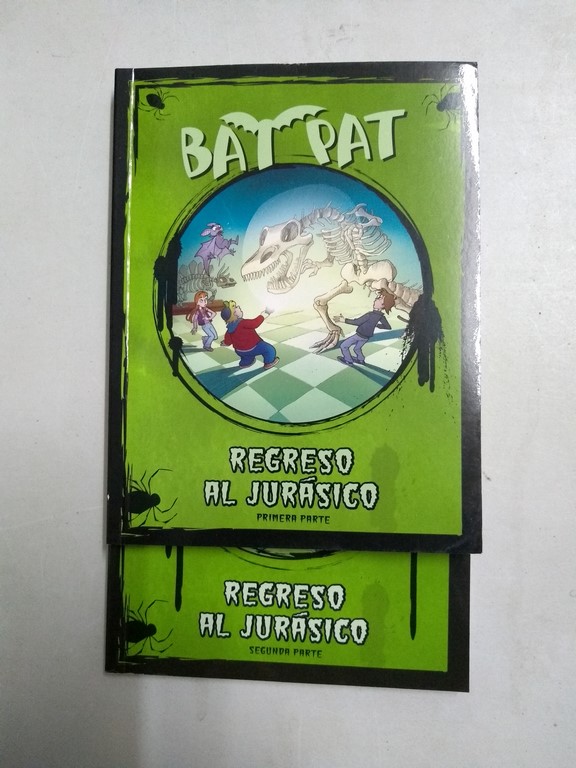 BAT PAT
REGRESO
AL JURÁSICO
PRIMERA PARTE
REGRESO
AL JURÁSICO
SEGUNDA PARTE